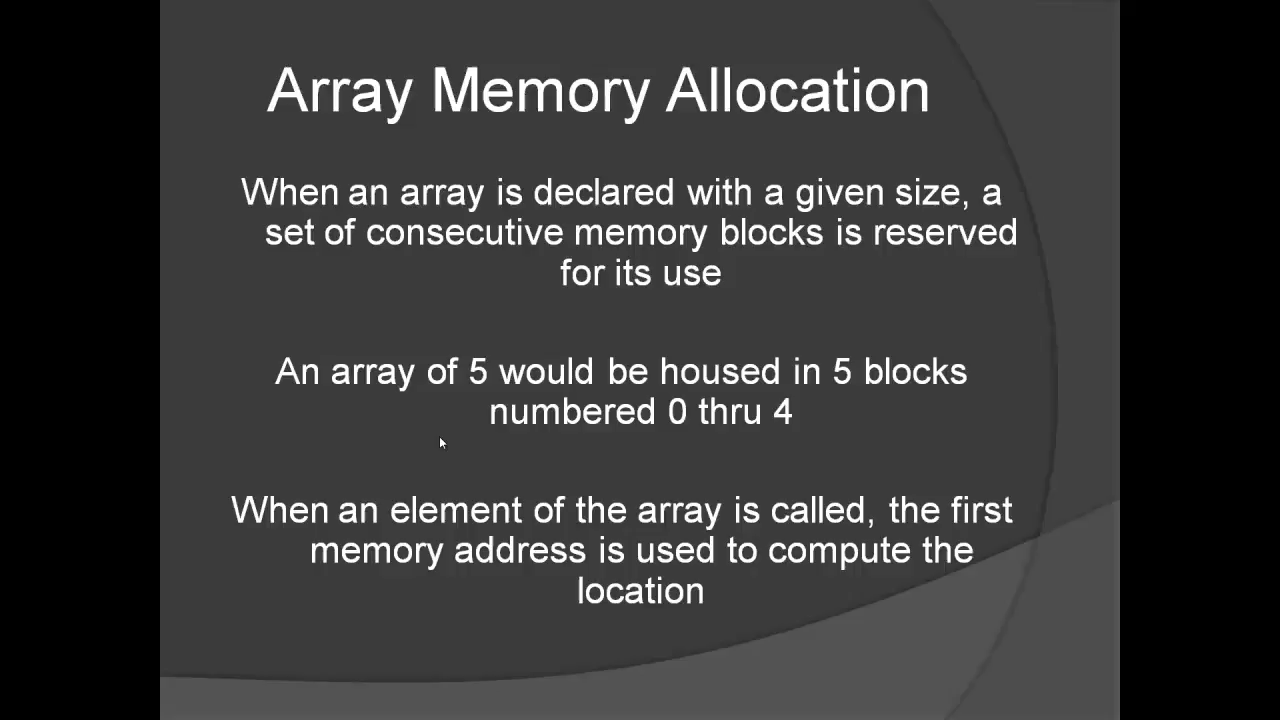 Array Memory Allocation
When an array is declared with a given size, a
set of consecutive memory blocks is reserved
for its use
An array of 5 would be housed in 5 blocks
numbered 0 thru 4
When an element of the array is called, the first
memory address is used to compute the
location